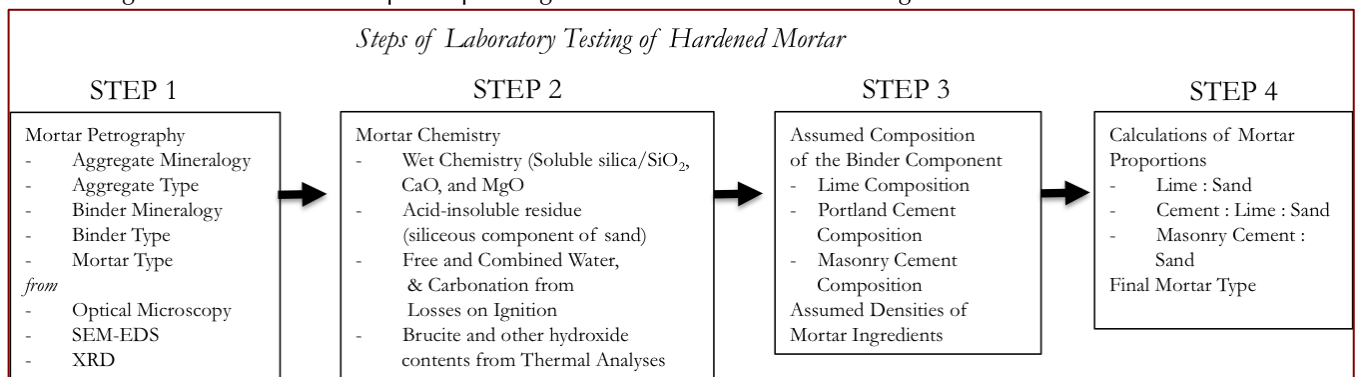 Steps of Laboratory Testing of Hardened Mortar
STEP 1
Mortar Petrography
- Aggregate Mineralogy
- Aggregate Type
- Binder Mineralogy
- Binder Type
- Mortar Type
from
- Optical Microscopy
- SEM-EDS
- XRD
STEP 2
Mortar Chemistry
- Wet Chemistry (Soluble silica/SiO₂,
CaO, and MgO
- Acid-insoluble residue
(siliceous component of sand)
- Free and Combined Water,
& Carbonation from
Losses on Ignition
- Brucite and other hydroxide
contents from Thermal Analyses
STEP 3
Assumed Composition
of the Binder Component
- Lime Composition
- Portland Cement
Composition
- Masonry Cement
Composition
Assumed Densities of
Mortar Ingredients
STEP 4
Calculations of Mortar
Proportions
- Lime : Sand
- Cement : Lime : Sand
- Masonry Cement :
Sand
Final Mortar Type